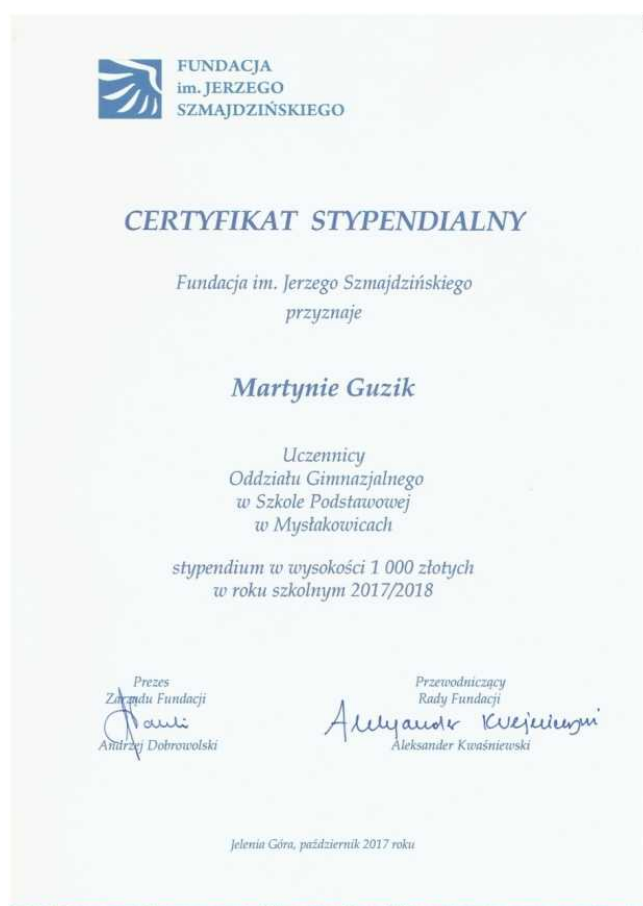 FUNDACJA
im. JERZEGO
SZMAJDZIŃSKIEGO
CERTYFIKAT STYPENDIALNY
Fundacja im. Jerzego Szmajdzińskiego
przyznaje
Martynie Guzik
Uczennicy
Oddziału Gimnazjalnego
w Szkole Podstawowej
w Mysłakowicach
stypendium w wysokości 1 000 złotych
w roku szkolnym 2017/2018
Prezes
Zarządu Fundacji
Andrzej Dobrowolski
Przewodniczący
Rady Fundacji
Aleksander Kwaśniewski
Jelenia Góra, październik 2017 roku